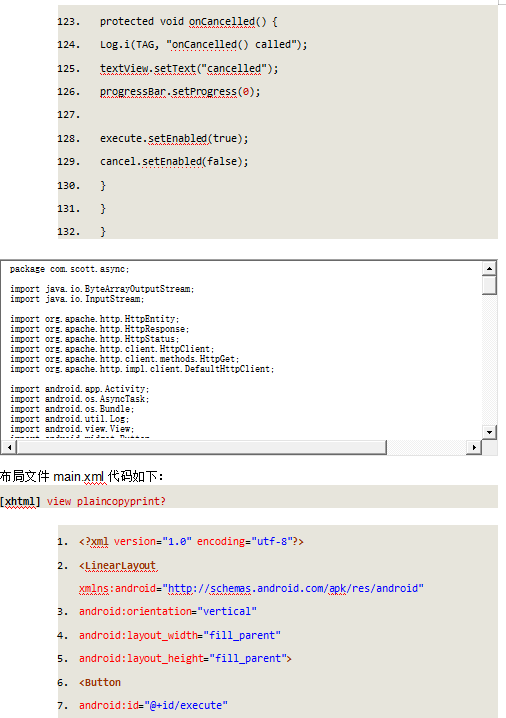 123. protected void onCancelled() {
124. Log.i(TAG, "onCancelled() called");
125. textView.setText("cancelled");
126. progressBar.setProgress(0);
127.
128. execute.setEnabled(true);
129. cancel.setEnabled(false);
130. }
131. }
132. }
package com.scott.async;
import java.io.ByteArrayOutputStream;
import java.io.InputStream;
import org.apache.http.HttpEntity;
import org.apache.http.HttpResponse;
import org.apache.http.HttpStatus;
import org.apache.http.client.HttpClient;
import org.apache.http.client.methods.HttpGet;
import org.apache.http.impl.client.DefaultHttpClient;
import android.app.Activity;
import android.os.AsyncTask;
import android.os.Bundle;
import android.util.Log;
import android.view.View;
import android.widget.Button
布局文件 main.xml 代码如下：
[xhtml] view plaincopyprint?
1. <?xml version="1.0" encoding="utf-8"?>
2. <LinearLayout
xmlns:android="http://schemas.android.com/apk/res/android"
3. android:orientation="vertical"
4. android:layout_width="fill_parent"
5. android:layout_height="fill_parent">
6. <Button
7. android:id="@+id/execute"